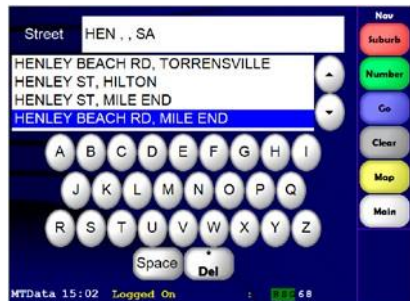 Nav
Street HEN , , SA
Suburb
HENLEY BEACH RD, TORRENSVILLE
HENLEY ST, HILTON
HENLEY ST, MILE END
HENLEY BEACH RD, MILE END
Number
Go
Clear
Map
Main
A B C D E F G H I
J K L M N O P Q
R S T U V W X Y Z
Space Del
MTData 15:02 Logged On : 68